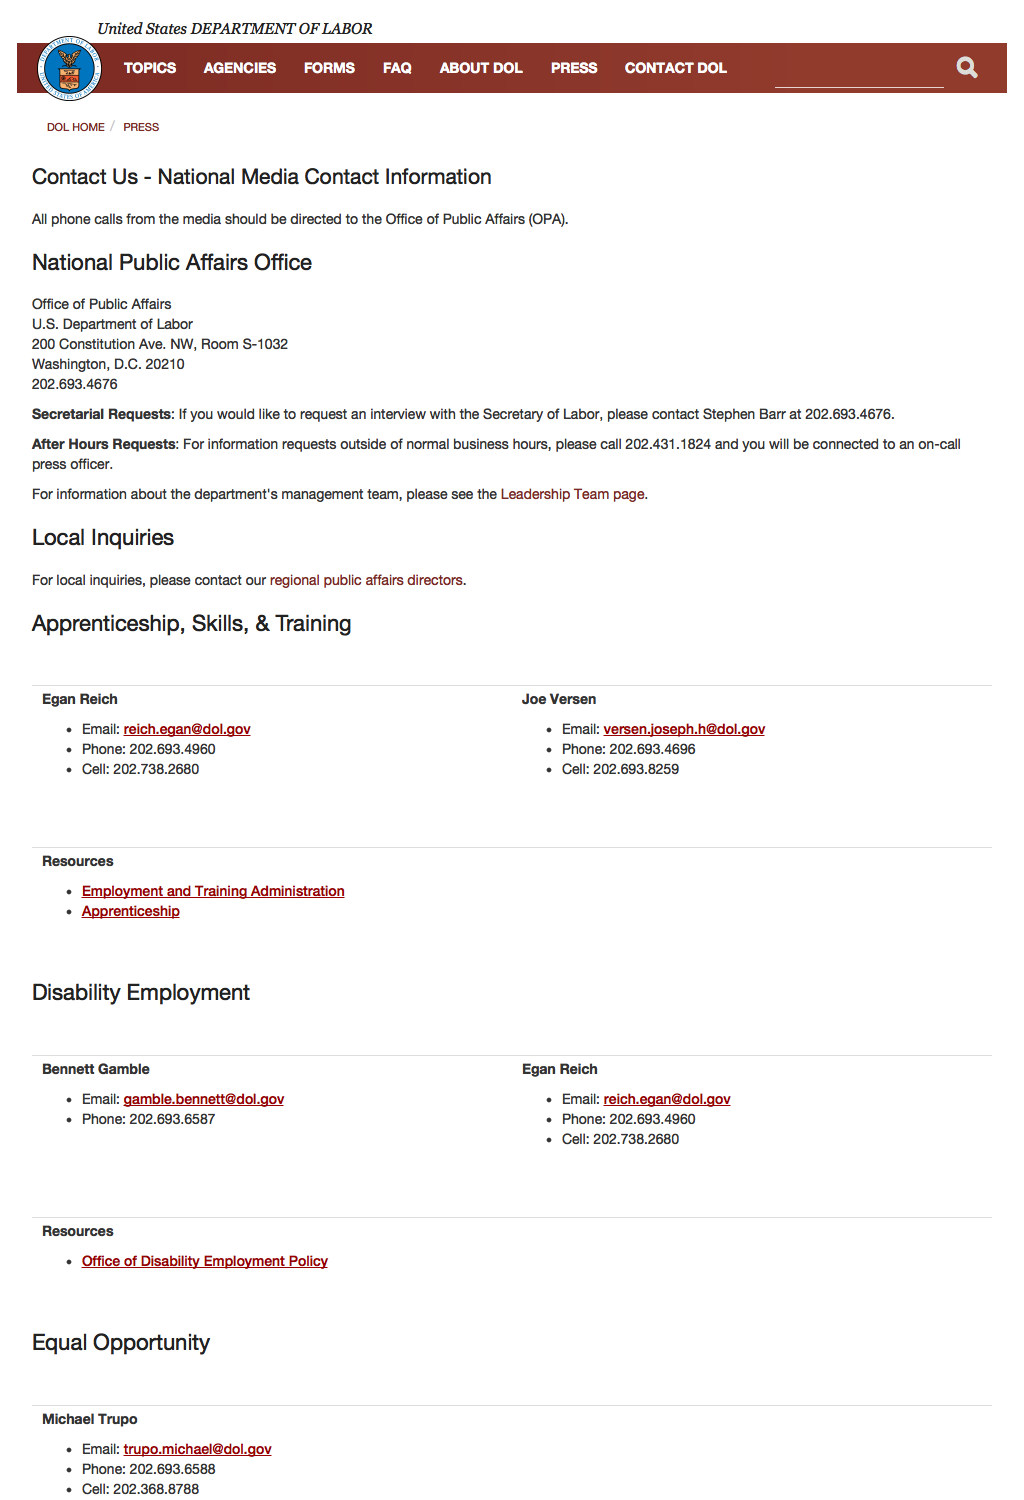 United States DEPARTMENT OF LABOR
TOPICS AGENCIES FORMS FAQ ABOUT DOL PRESS CONTACT DOL
DOL HOME / PRESS
Contact Us - National Media Contact Information
All phone calls from the media should be directed to the Office of Public Affairs (OPA).
National Public Affairs Office
Office of Public Affairs
U.S. Department of Labor
200 Constitution Ave. NW, Room S-1032
Washington, D.C. 20210
202.693.4676
Secretarial Requests: If you would like to request an interview with the Secretary of Labor, please contact Stephen Barr at 202.693.4676.
After Hours Requests: For information requests outside of normal business hours, please call 202.431.1824 and you will be connected to an on-call
press officer.
For information about the department's management team, please see the Leadership Team page.
Local Inquiries
For local inquiries, please contact our regional public affairs directors.
Apprenticeship, Skills, & Training
Egan Reich
• Email: reich.egan@dol.gov
• Phone: 202.693.4960
• Cell: 202.738.2680
Joe Versen
• Email: versen.joseph.h@dol.gov
• Phone: 202.693.4696
• Cell: 202.693.8259
Resources
• Employment and Training Administration
• Apprenticeship
Disability Employment
Bennett Gamble
• Email: gamble.bennett@dol.gov
• Phone: 202.693.6587
Egan Reich
• Email: reich.egan@dol.gov
• Phone: 202.693.4960
• Cell: 202.738.2680
Resources
• Office of Disability Employment Policy
Equal Opportunity
Michael Trupo
• Email: trupo.michael@dol.gov
• Phone: 202.693.6588
• Cell: 202.368.8788